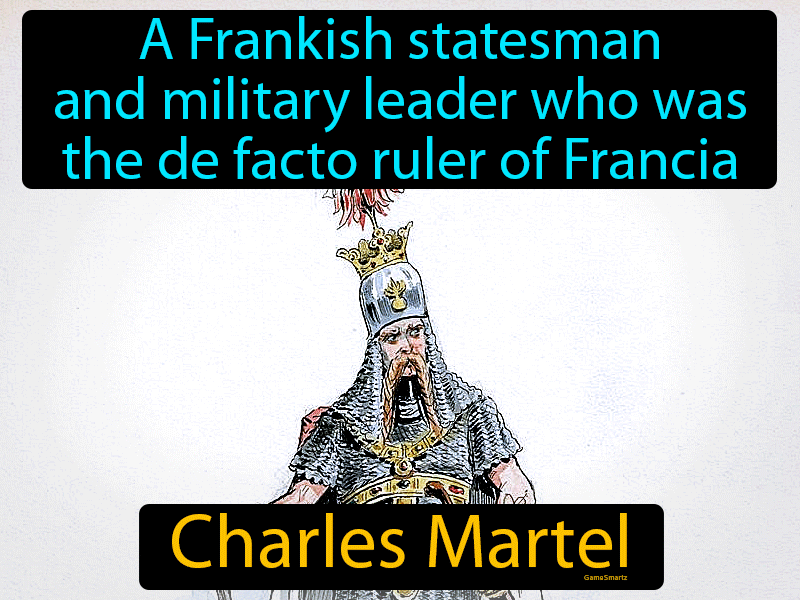 A Frankish statesman
and military leader who was
the de facto ruler of Francia
Charles Martel
GameSmartz